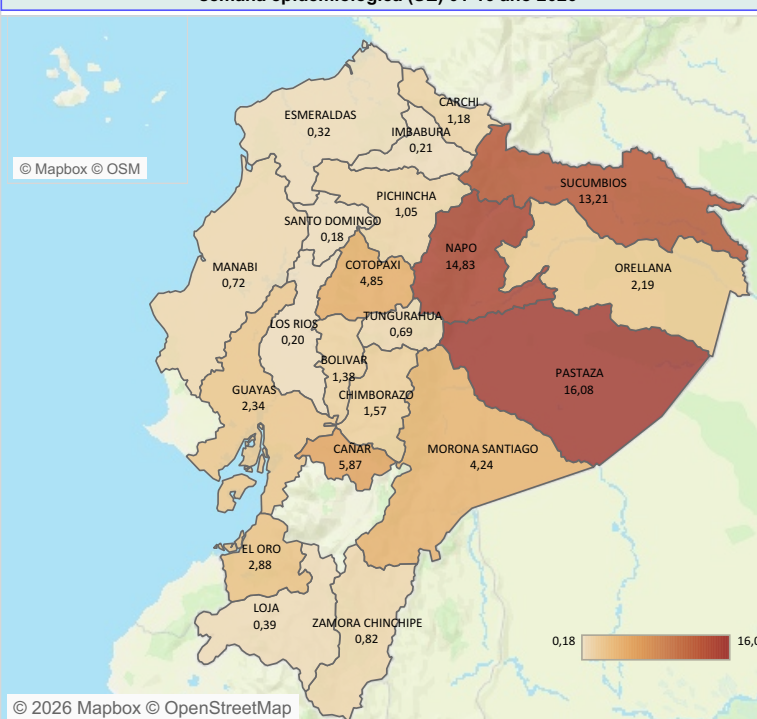 CARCHI
1,18
ESMERALDAS
0,32
IMBABURA
0,21
© Mapbox © OSM
SUCUMBIOS
13,21
PICHINCHA
1,05
SANTO DOMINGO
0,18
NAPO
14,83
COTOPAXI
4,85
MANABI
0,72
ORELLANA
2,19
TUNGURAHUA
0,69
LOS RIOS
0,20
BOLIVAR
1,38
PASTAZA
16,08
GUAYAS
2,34
CHIMBORAZO
1,57
CAÑAR
5,87
MORONA SANTIAGO
4,24
EL ORO
2,88
LOJA
0,39
ZAMORA CHINCHIPE
0,82
0,18
© 2026 Mapbox © OpenStreetMap